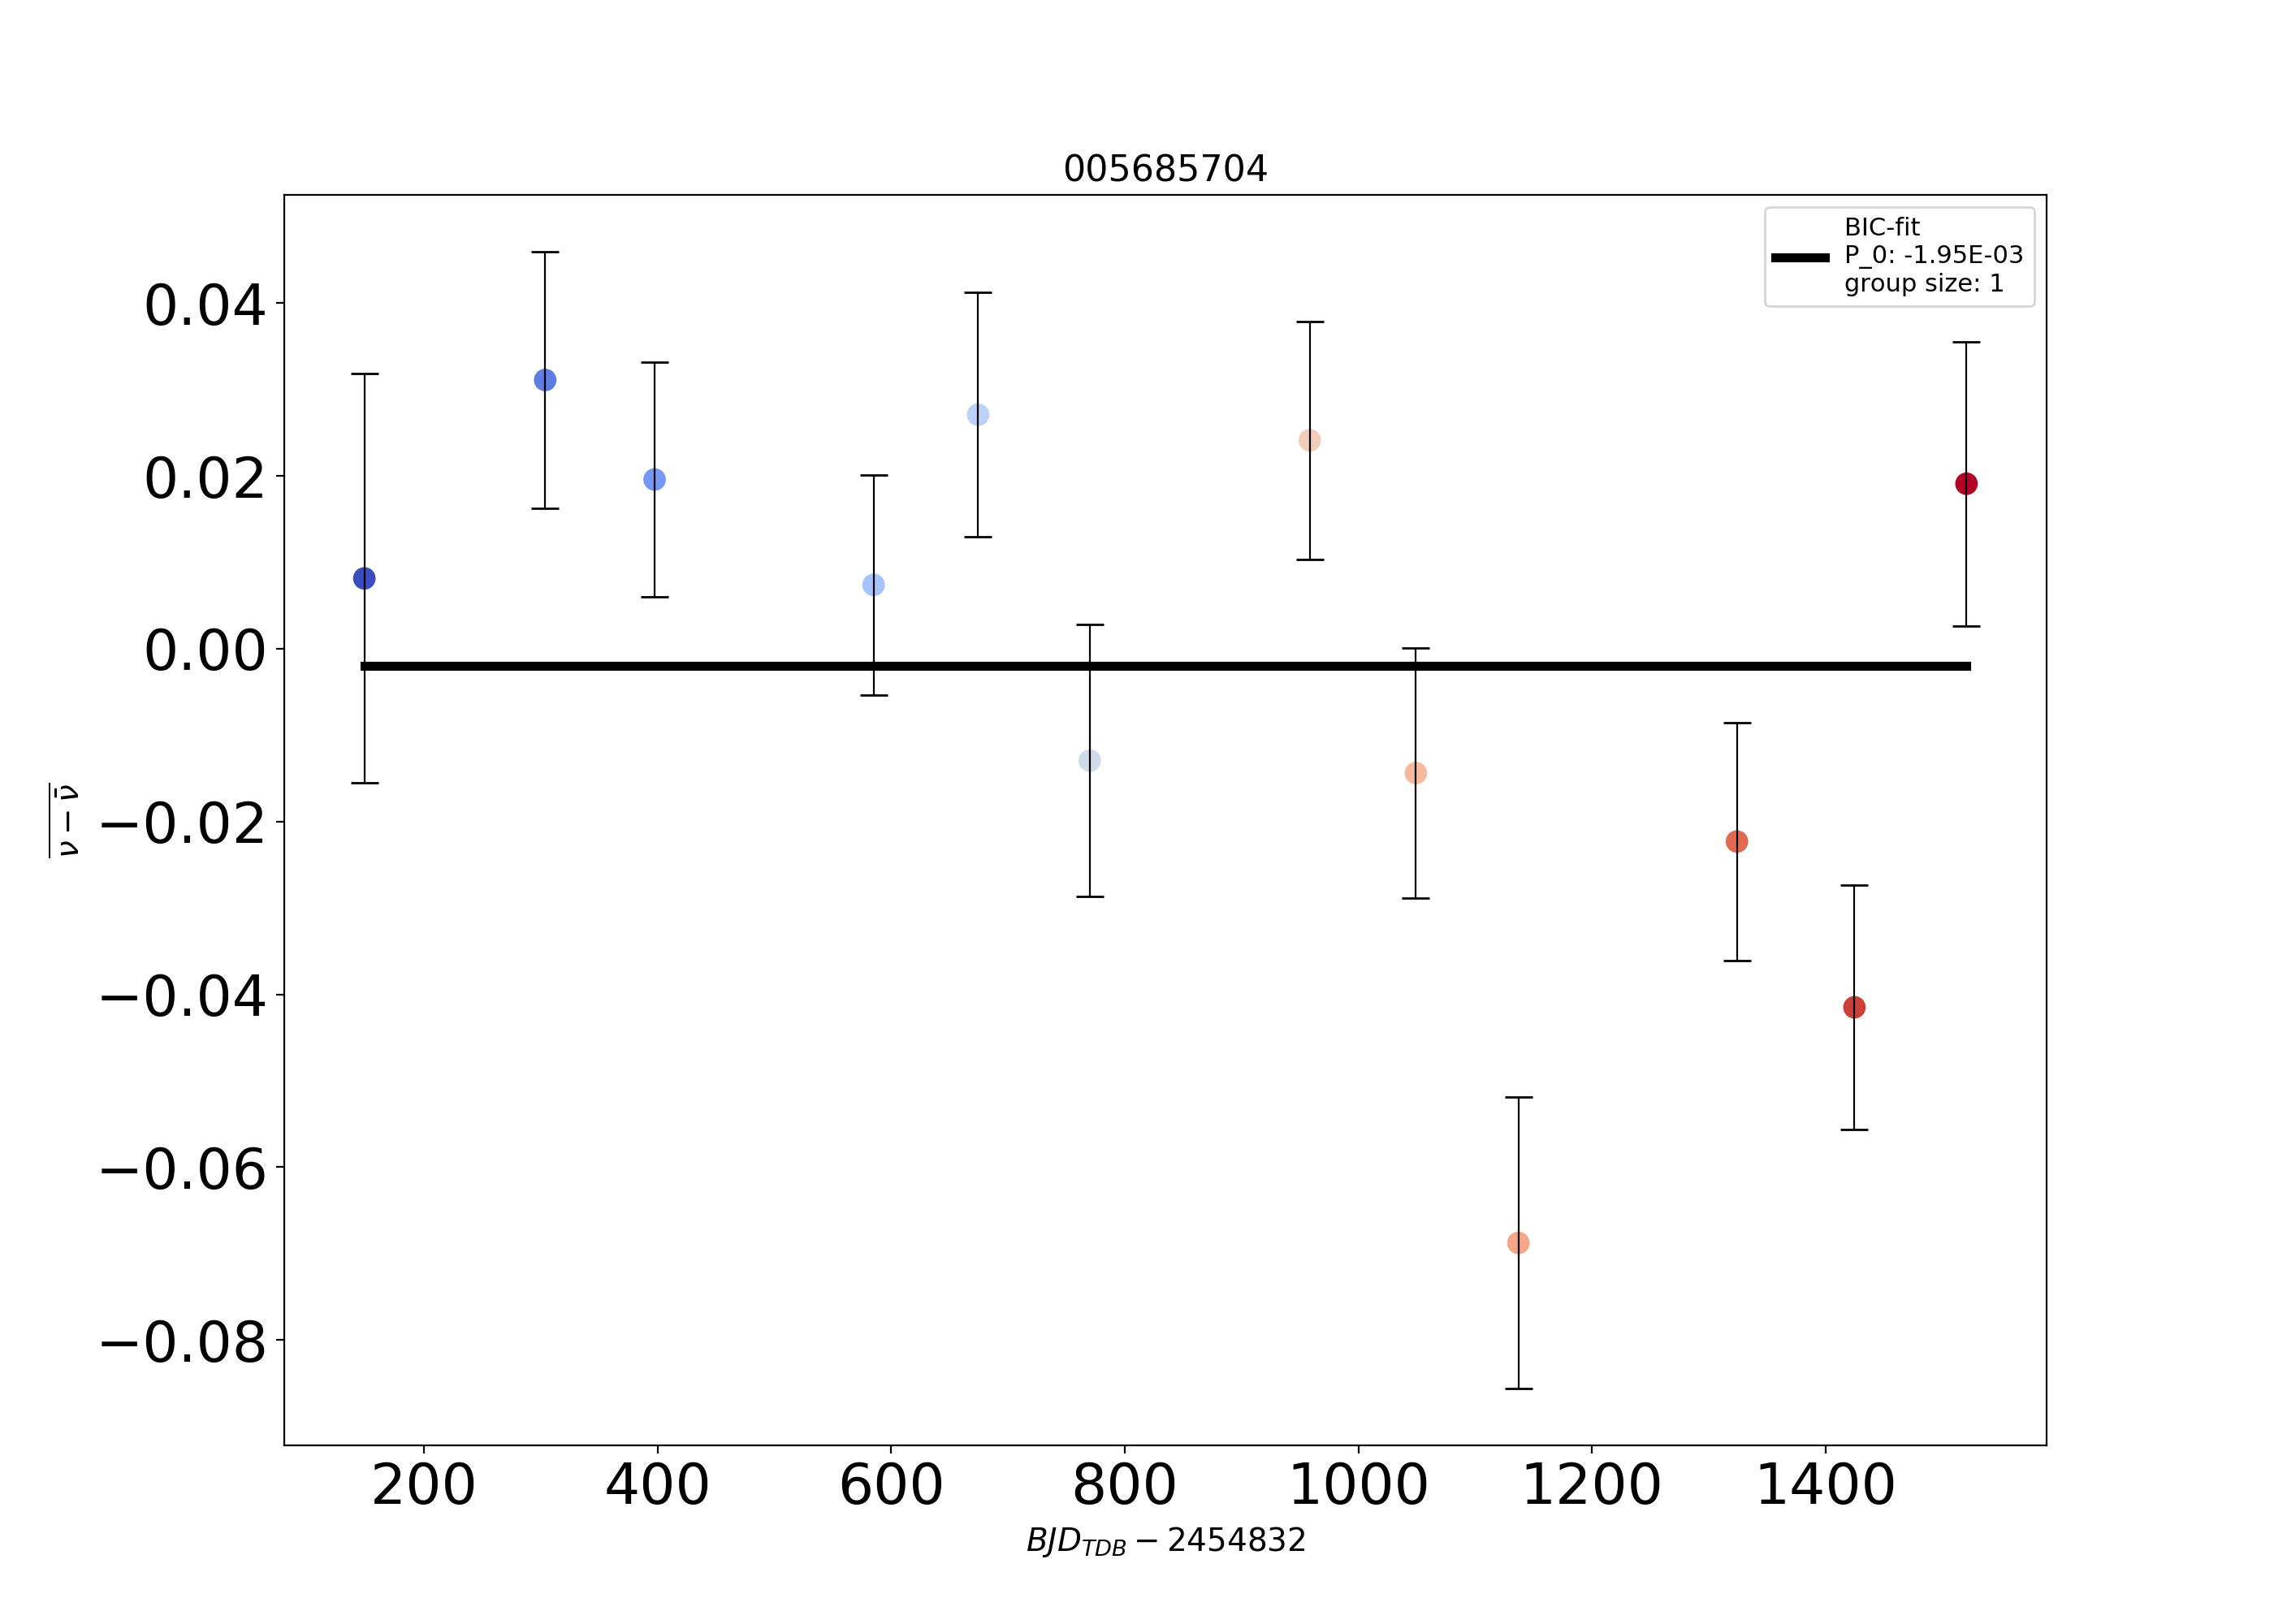 005685704
BIC-fit
P_0: -1.95E-03
group size: 1
0.04
0.02
0.00
−0.02
−0.04
−0.06
−0.08
ν − ν̄
200 400 600 800 1000 1200 1400
BJD_TDB − 2454832